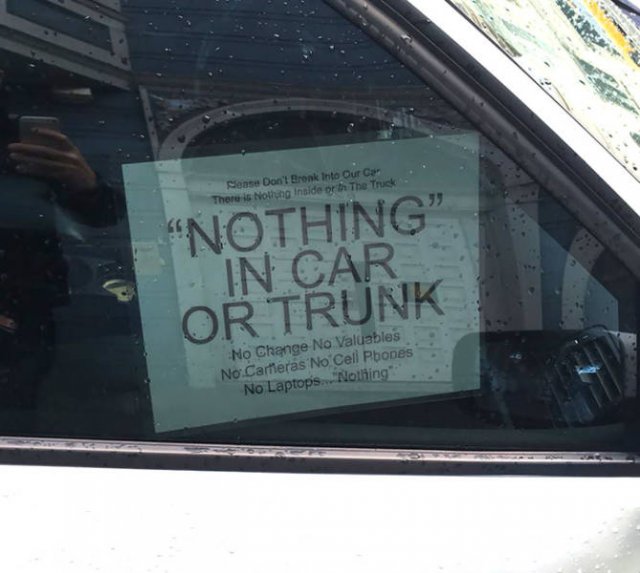 Please Don't Break Into Our Car
There is Nothing Inside or In The Truck
“NOTHING”
IN CAR
OR TRUNK
No Change No Valuables
No Cameras No Cell Phones
No Laptops... "Nothing"